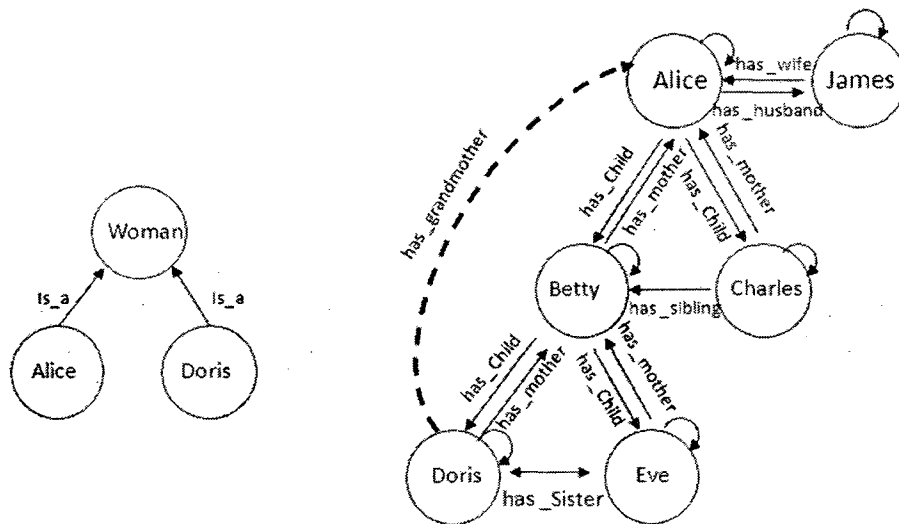 has_wife
Alice
James
has_husband
has_grandmother
has_Child
has_mother
has_Child
has_mother
Woman
Is_a
Is_a
Alice
Doris
Betty
has_sibling
Charles
has_Child
has_mother
has_Child
has_mother
Doris
has_Sister
Eve